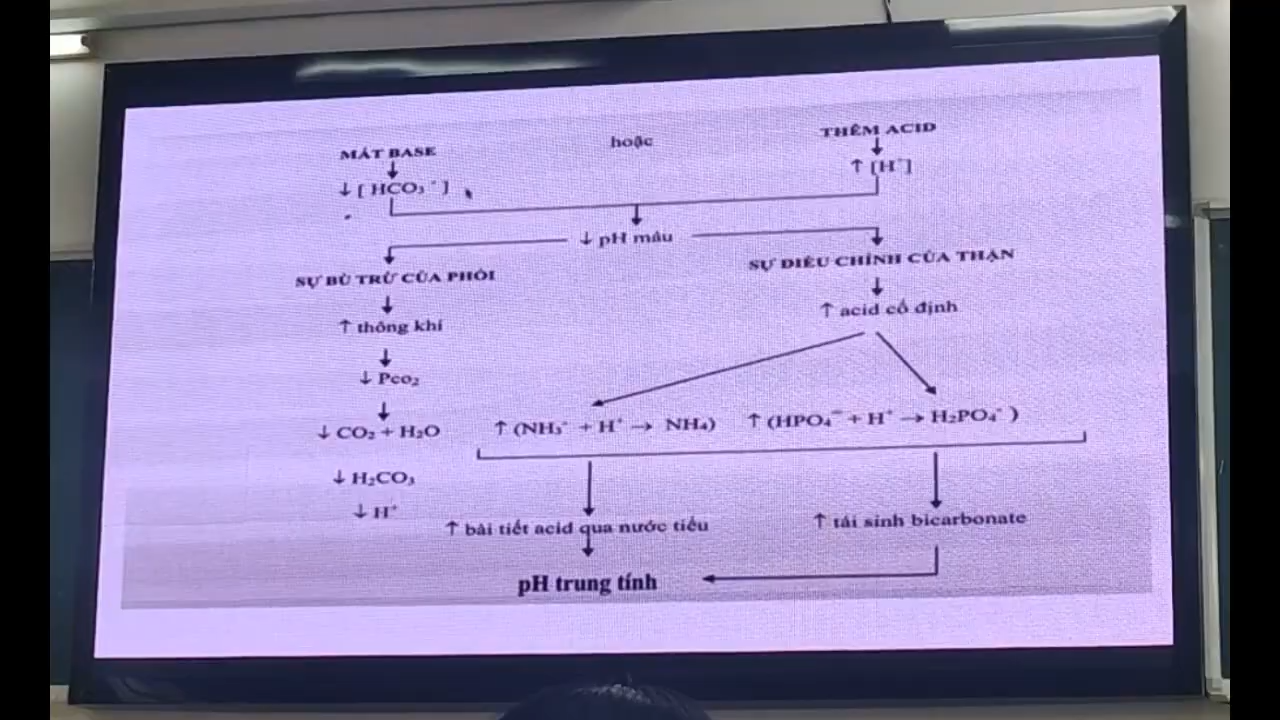 MẤT BASE
hoặc
THÊM ACID
↓ [ HCO₃⁻ ]
↑ [H⁺]
↓ pH máu
SỰ BÙ TRỪ CỦA PHỔI
SỰ ĐIỀU CHỈNH CỦA THẬN
↑ thông khí
↑ acid cố định
↓ Pco₂
↓ CO₂ + H₂O
↑ (NH₃⁻ + H⁺ → NH₄)
↑ (HPO₄⁻⁻ + H⁺ → H₂PO₄⁻ )
↓ H₂CO₃
↓ H⁺
↑ bài tiết acid qua nước tiểu
↑ tái sinh bicarbonate
pH trung tính